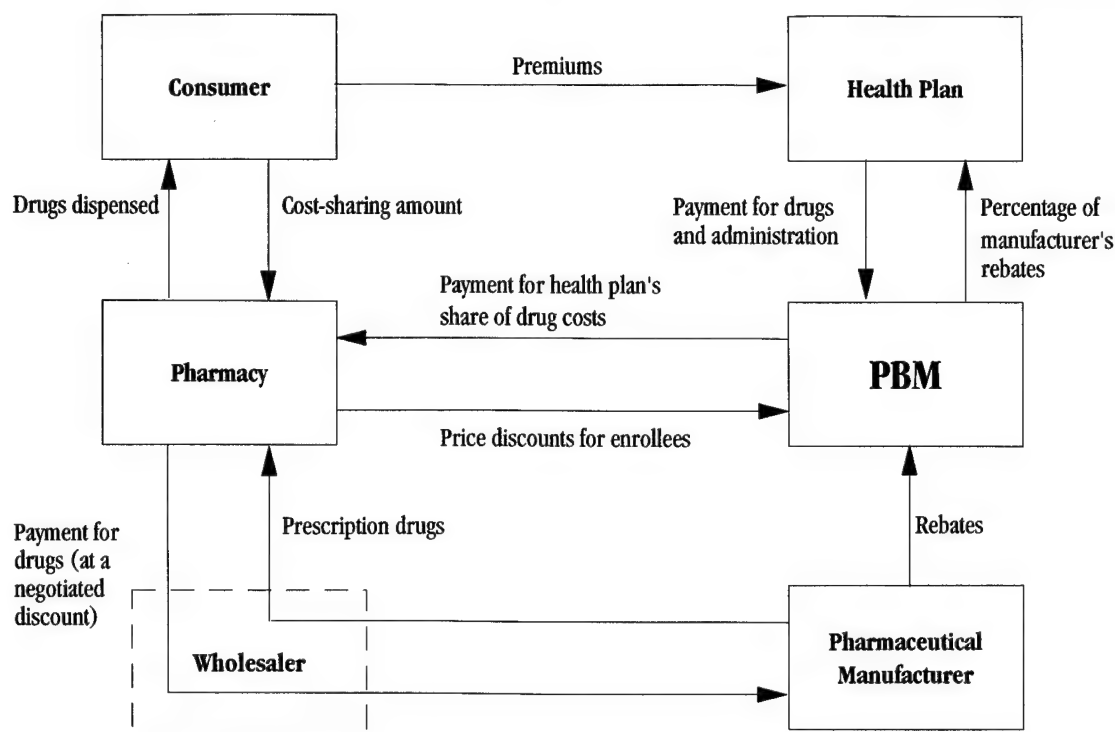 Consumer
Premiums
Health Plan
Drugs dispensed
Cost-sharing amount
Payment for drugs
and administration
Percentage of
manufacturer's
rebates
Payment for health plan's
share of drug costs
Pharmacy
PBM
Price discounts for enrollees
Payment for
drugs (at a
negotiated
discount)
Prescription drugs
Rebates
Wholesaler
Pharmaceutical
Manufacturer